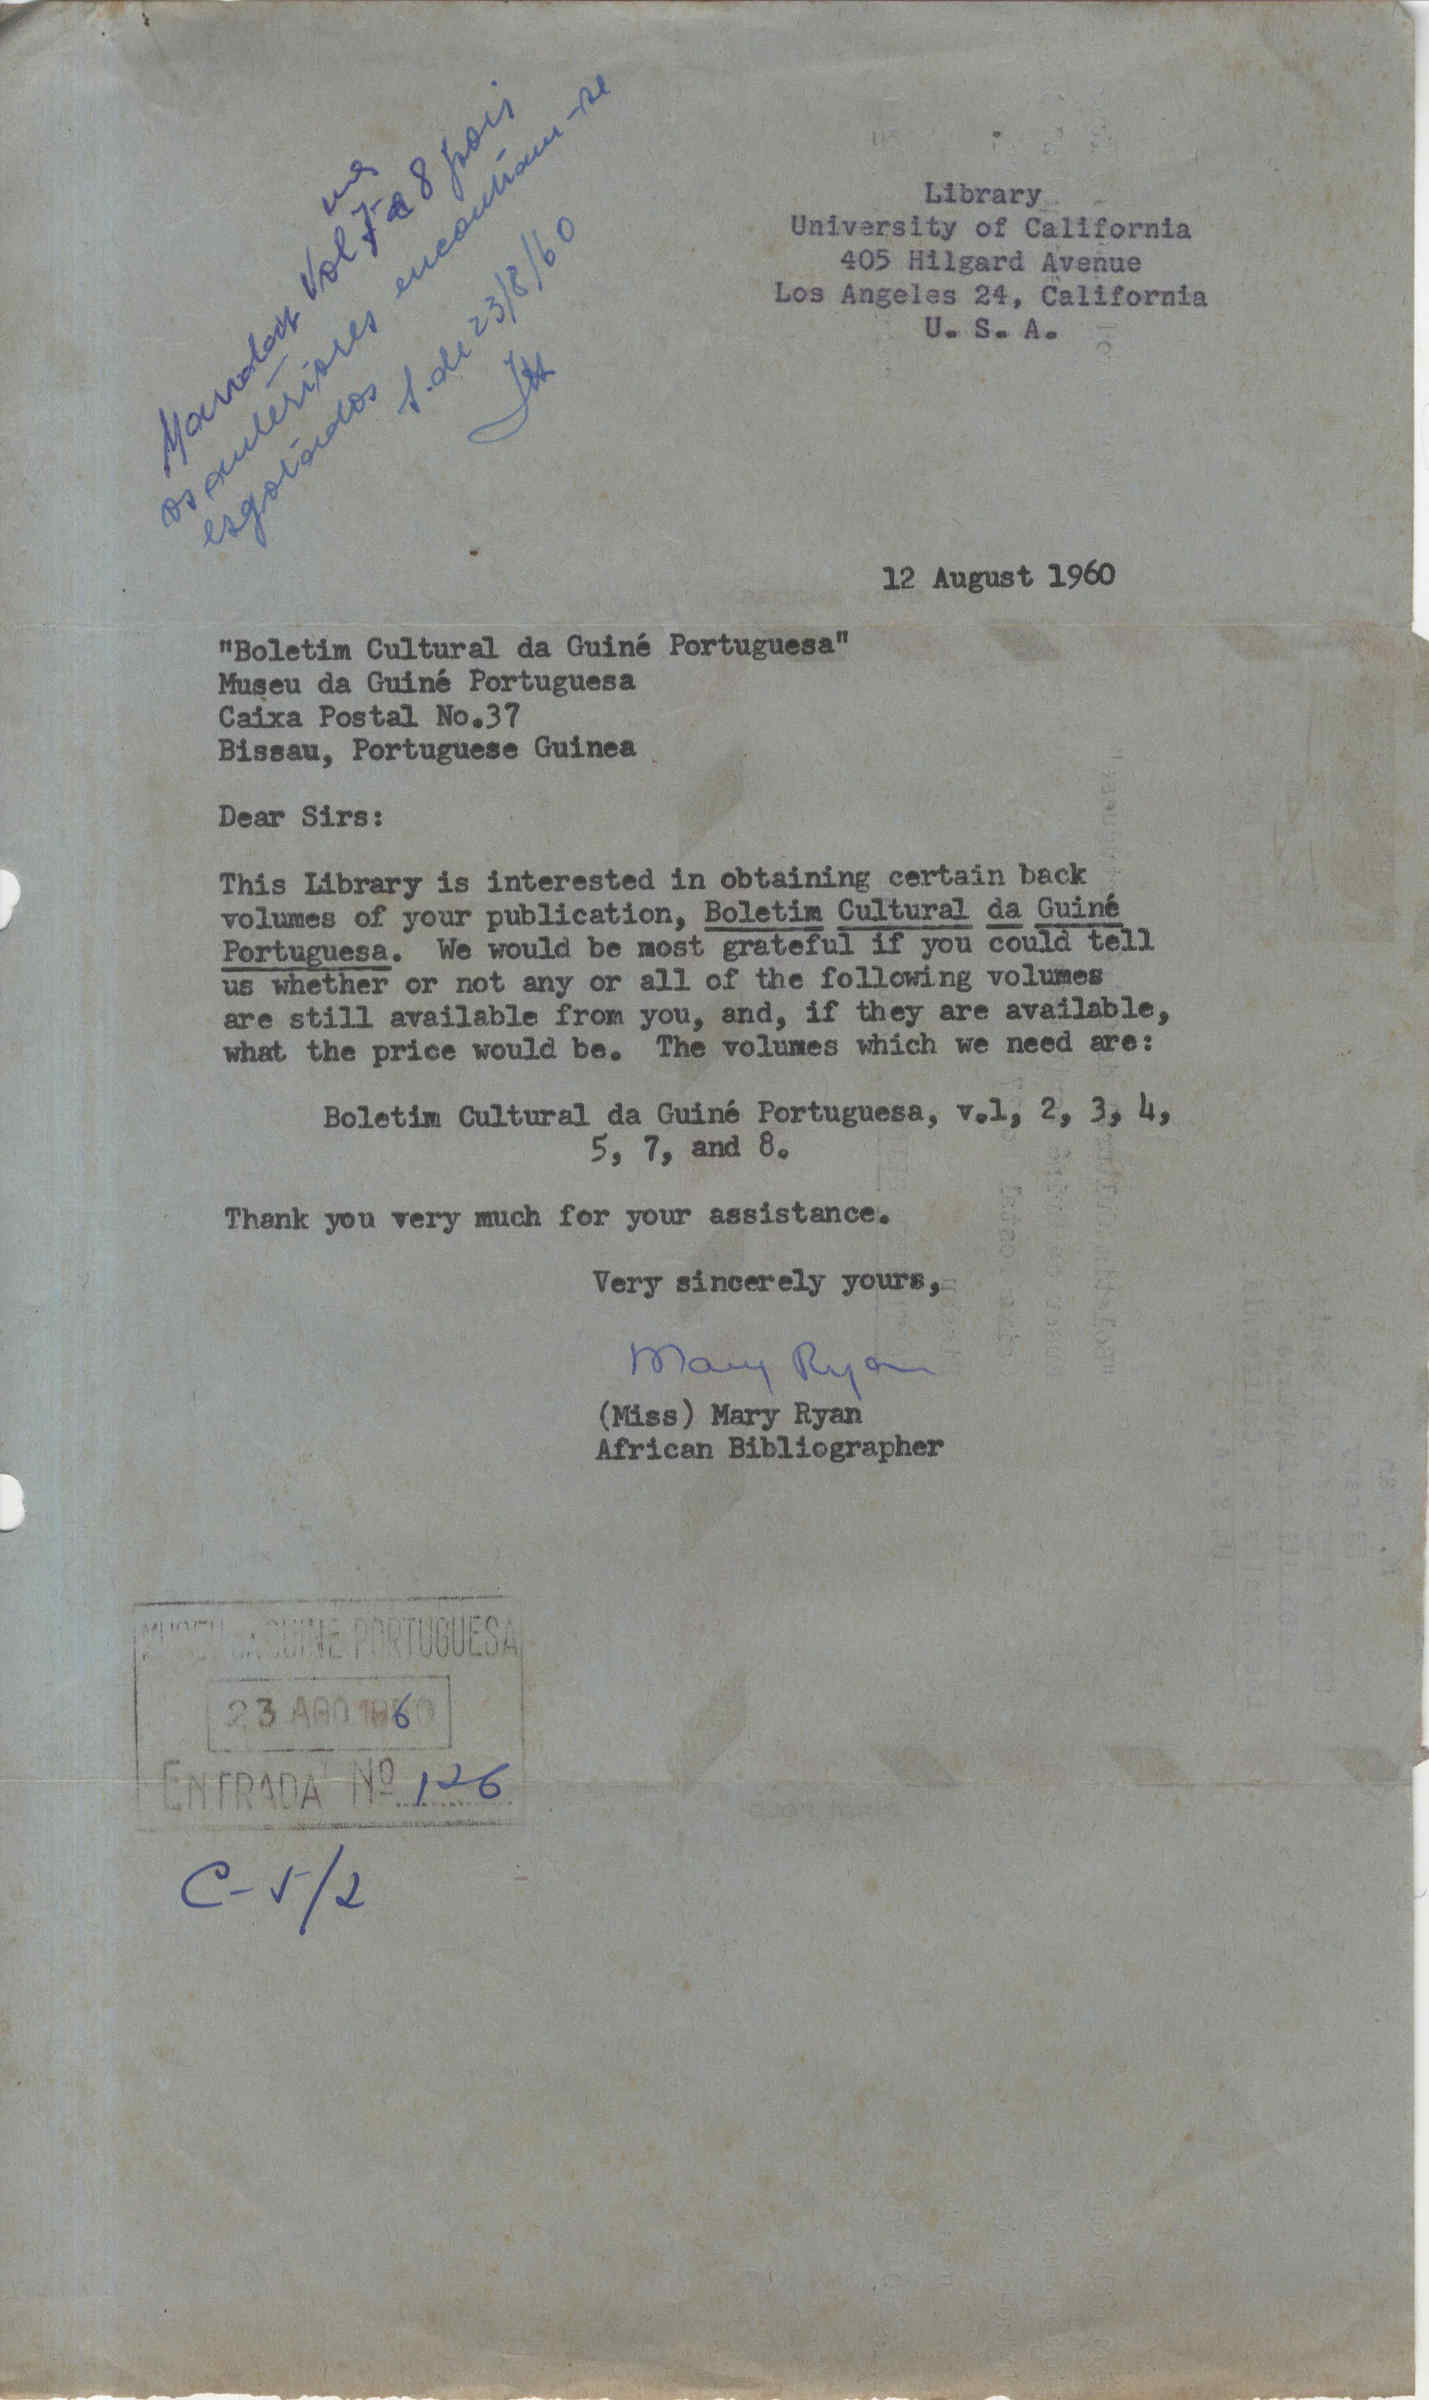 Mandar Vol. 7 a 8 pois
os anteriores encontram-se
esgotados
23/8/60
Library
University of California
405 Hilgard Avenue
Los Angeles 24, California
U. S. A.
12 August 1960
"Boletim Cultural da Guiné Portuguesa"
Museu da Guiné Portuguesa
Caixa Postal No.37
Bissau, Portuguese Guinea
Dear Sirs:
This Library is interested in obtaining certain back
volumes of your publication, Boletim Cultural da Guiné
Portuguesa. We would be most grateful if you could tell
us whether or not any or all of the following volumes
are still available from you, and, if they are available,
what the price would be. The volumes which we need are:
Boletim Cultural da Guiné Portuguesa, v.1, 2, 3, 4,
5, 7, and 8.
Thank you very much for your assistance.
Very sincerely yours,
Mary Ryan
(Miss) Mary Ryan
African Bibliographer
MUSEU DA GUINÉ PORTUGUESA
23 AGO 1960
ENTRADA Nº 126
C-5/2